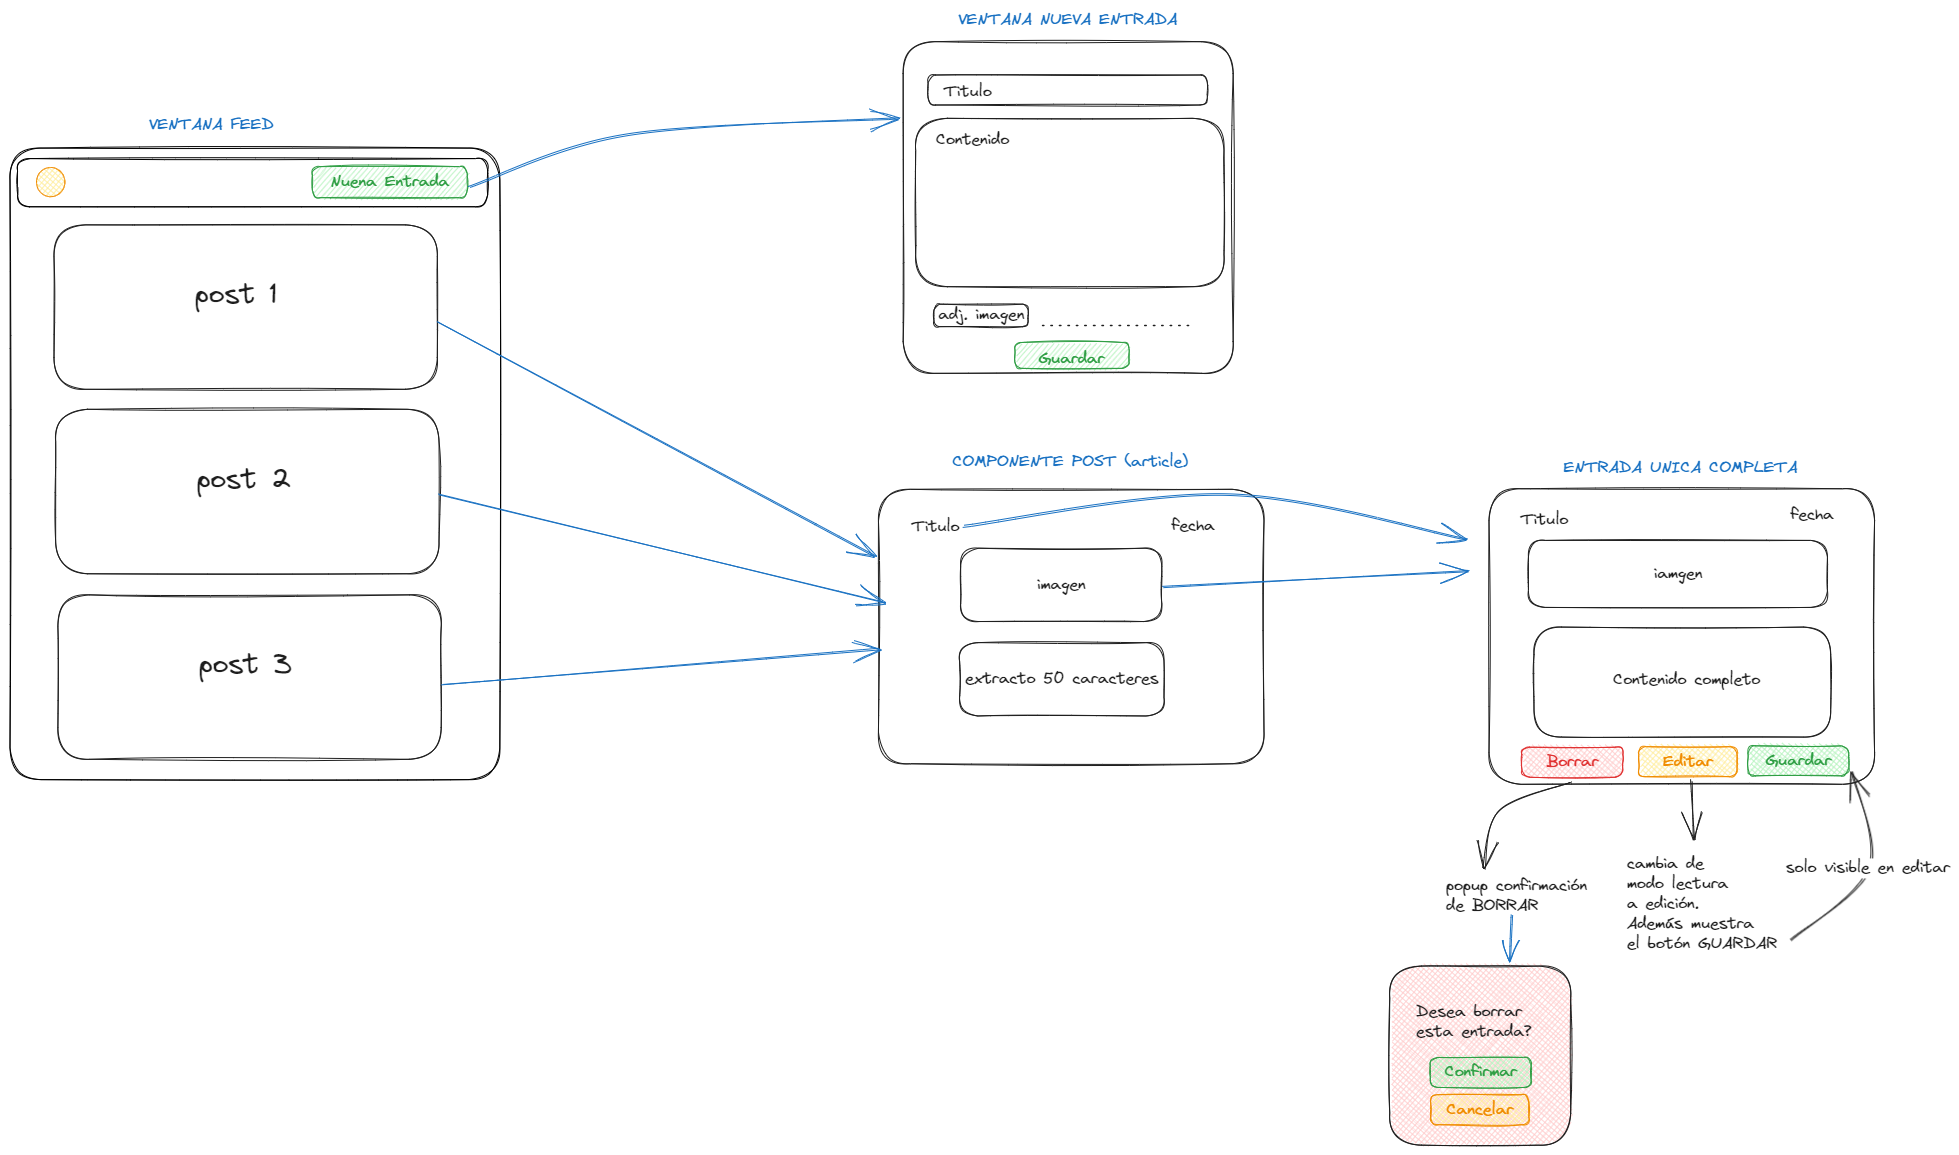 VENTANA FEED
Nuena Entrada
post 1
post 2
post 3
VENTANA NUEVA ENTRADA
Titulo
Contenido
adj. imagen
Guardar
COMPONENTE POST (article)
Titulo
fecha
imagen
extracto 50 caracteres
ENTRADA UNICA COMPLETA
Titulo
fecha
iamgen
Contenido completo
Borrar
Editar
Guardar
popup confirmación
de BORRAR
cambia de
modo lectura
a edición.
Además muestra
el botón GUARDAR
solo visible en editar
Desea borrar
esta entrada?
Confirmar
Cancelar